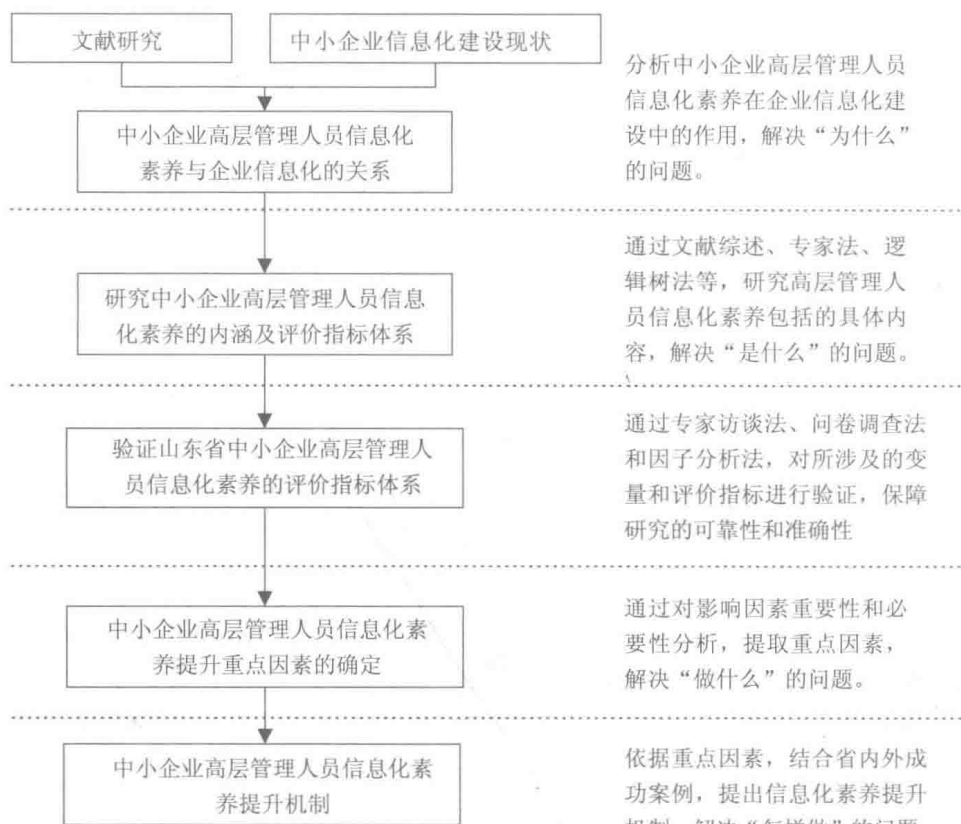 文献研究
中小企业信息化建设现状
中小企业高层管理人员信息化
素养与企业信息化的关系
分析中小企业高层管理人员
信息化素养在企业信息化建
设中的作用，解决“为什么”
的问题。
研究中小企业高层管理人员信息
化素养的内涵及评价指标体系
通过文献综述、专家法、逻
辑树法等，研究高层管理人
员信息化素养包括的具体内
容，解决“是什么”的问题。
验证山东省中小企业高层管理人
员信息化素养的评价指标体系
通过专家访谈法、问卷调查法
和因子分析法，对所涉及的变
量和评价指标进行验证，保障
研究的可靠性和准确性
中小企业高层管理人员信息化素
养提升重点因素的确定
通过对影响因素重要性和必
要性分析，提取重点因素，
解决“做什么”的问题。
中小企业高层管理人员信息化素
养提升机制
依据重点因素，结合省内外成
功案例，提出信息化素养提升